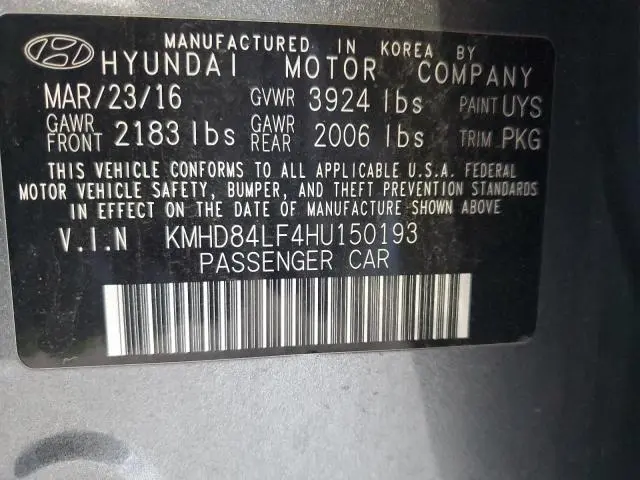 MANUFACTURED IN KOREA BY
HYUNDAI MOTOR COMPANY
MAR/23/16 GVWR 3924 lbs PAINT UYS
GAWR FRONT 2183 lbs GAWR REAR 2006 lbs TRIM PKG
THIS VEHICLE CONFORMS TO ALL APPLICABLE U.S.A. FEDERAL
MOTOR VEHICLE SAFETY, BUMPER, AND THEFT PREVENTION STANDARDS
IN EFFECT ON THE DATE OF MANUFACTURE SHOWN ABOVE
V.I.N KMHD84LF4HU150193
PASSENGER CAR